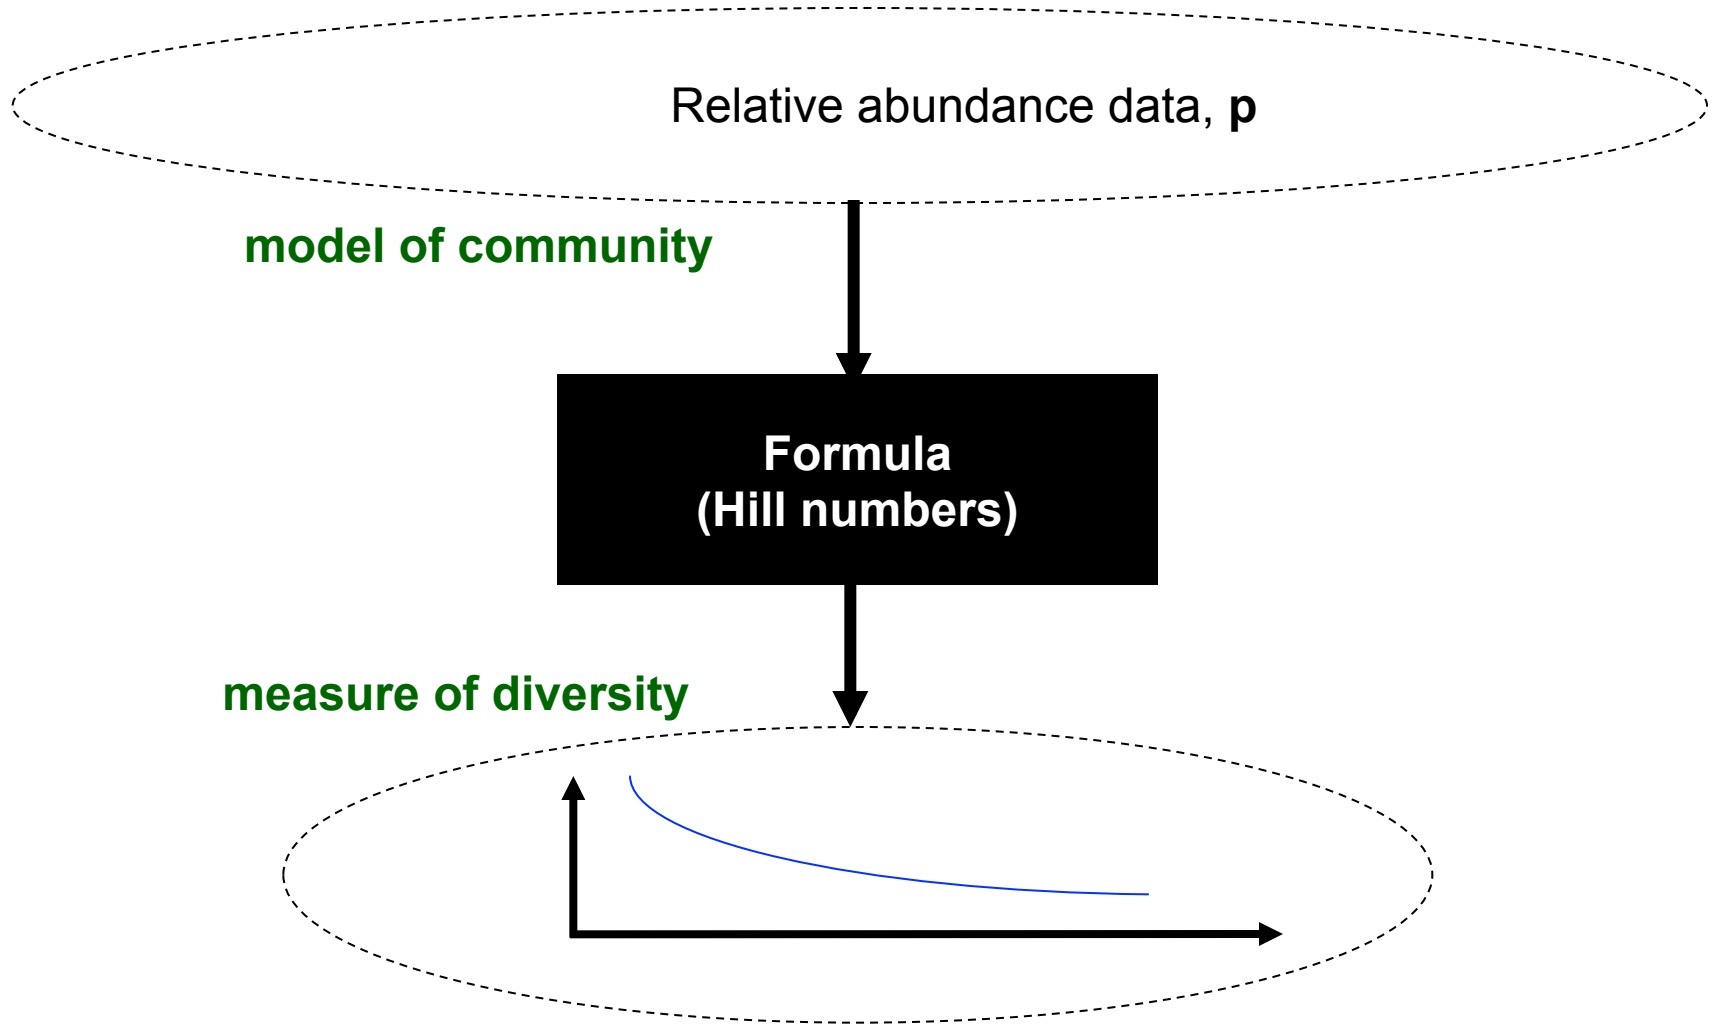 Relative abundance data, p
model of community
Formula
(Hill numbers)
measure of diversity